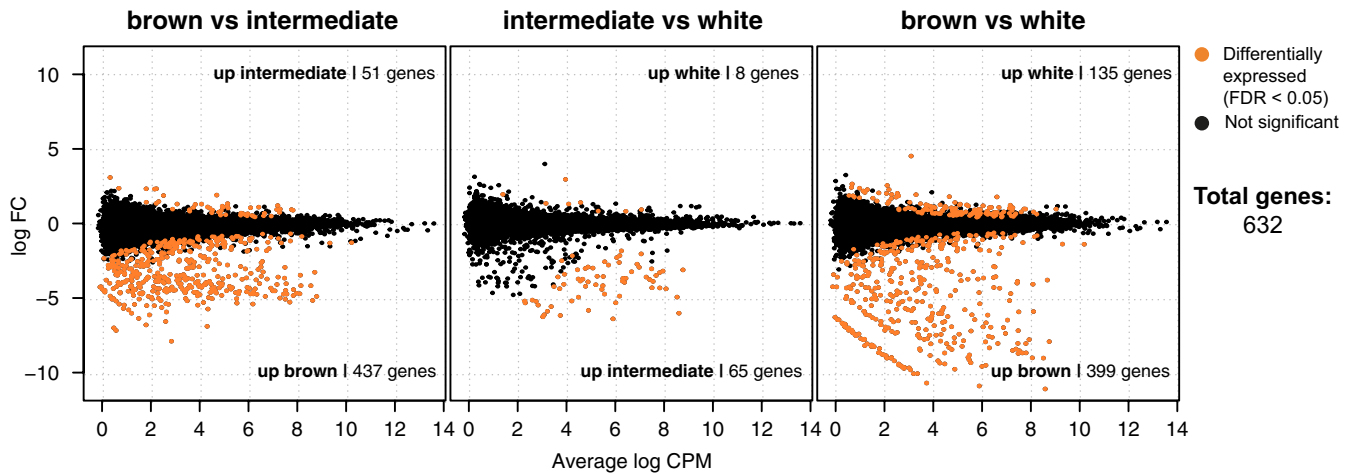 brown vs intermediate
intermediate vs white
brown vs white
up intermediate | 51 genes
up white | 8 genes
up white | 135 genes
up brown | 437 genes
up intermediate | 65 genes
up brown | 399 genes
10
5
0
−5
−10
log FC
0 2 4 6 8 10 12 14
0 2 4 6 8 10 12 14
0 2 4 6 8 10 12 14
Average log CPM
Differentially
expressed
(FDR < 0.05)
Not significant
Total genes:
632